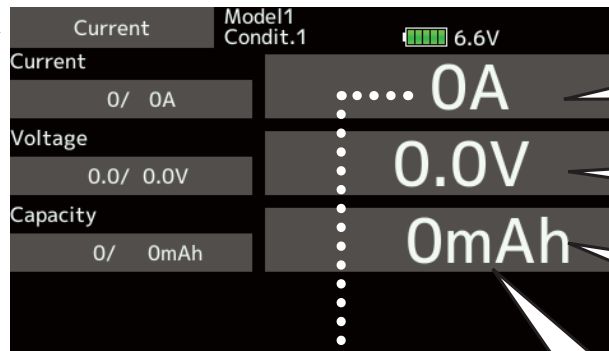 Current
Model1
Condit.1
6.6V
Current
0/ 0A
0A
Voltage
0.0/ 0.0V
0.0V
Capacity
0/ 0mAh
0mAh